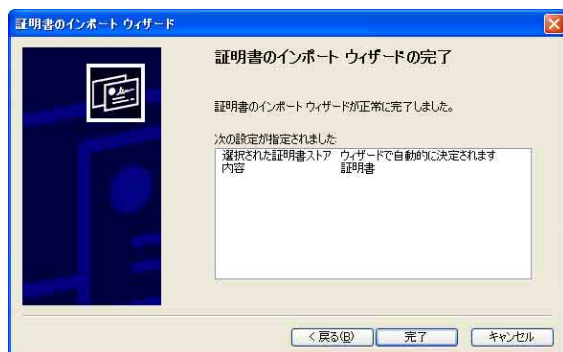 証明書のインポート ウィザード
証明書のインポート ウィザードの完了
証明書のインポート ウィザードが正常に完了しました。
次の設定が指定されました
選択された証明書ストア ウィザードで自動的に決定されます
内容 証明書
< 戻る(B) 完了 キャンセル